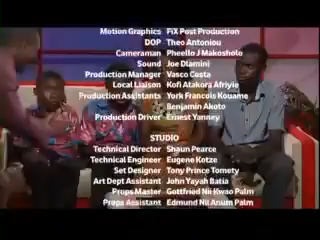 Motion Graphics FiX Post Production
DOP Theo Antoniou
Cameraman Pheello J Makosholo
Sound Joe Dlamini
Production Manager Vasco Costa
Local Liaison Kofi Atakora Afriyie
Production Assistants York Francois Kouame
Benjamin Akoto
Production Driver Ernest Yanney
STUDIO
Technical Director Shaun Pearce
Technical Engineer Eugene Kotze
Set Designer Tony Prince Tomety
Art Dept Assistant John Yayah Batia
Props Master Gottfried Nii Kwao Palm
Props Assistant Edmund Nii Anum Palm